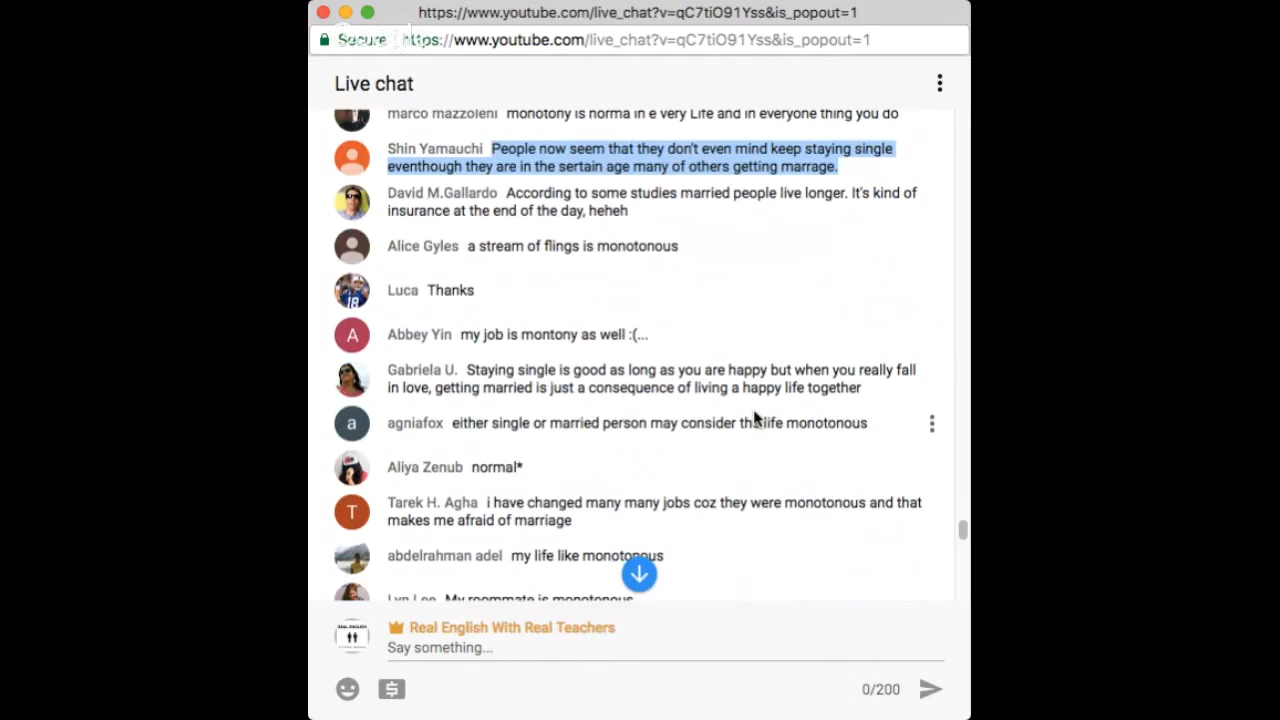 https://www.youtube.com/live_chat?v=qC7tiO91Yss&is_popout=1
Secure https://www.youtube.com/live_chat?v=qC7tiO91Yss&is_popout=1
Live chat
marco mazzoleni monotony is norma in e very Life and in everyone thing you do
Shin Yamauchi People now seem that they don't even mind keep staying single
eventhough they are in the sertain age many of others getting marrage.
David M.Gallardo According to some studies married people live longer. It's kind of
insurance at the end of the day, heheh
Alice Gyles a stream of flings is monotonous
Luca Thanks
18
A
Abbey Yin my job is montony as well :(...
Gabriela U. Staying single is good as long as you are happy but when you really fall
in love, getting married is just a consequence of living a happy life together
a
agniafox either single or married person may consider life monotonous
Aliya Zenub normal*
T
Tarek H. Agha i have changed many many jobs coz they were monotonous and that
makes me afraid of marriage
abdelrahman adel my life like monotonous
Lyn Lee My roommate is monotonous
REAL ENGLISH
Real English With Real Teachers
Say something...
0/200